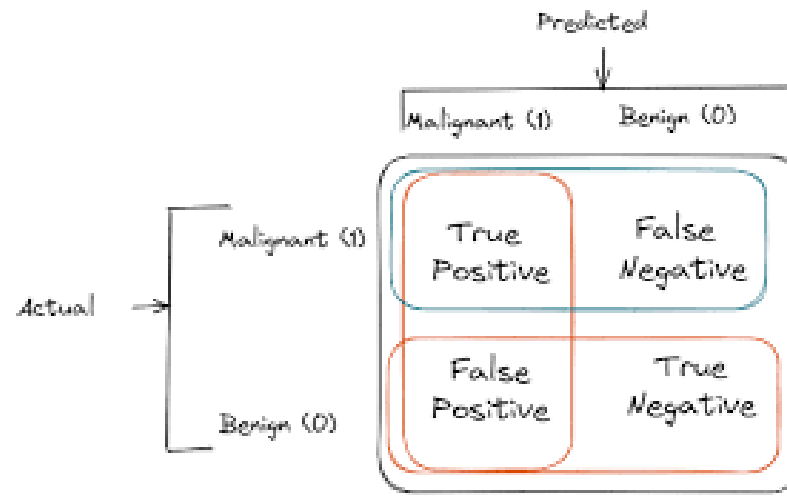 Predicted
Malignant (1) Benign (0)
Malignant (1)
True Positive
False Negative
Actual
Benign (0)
False Positive
True Negative